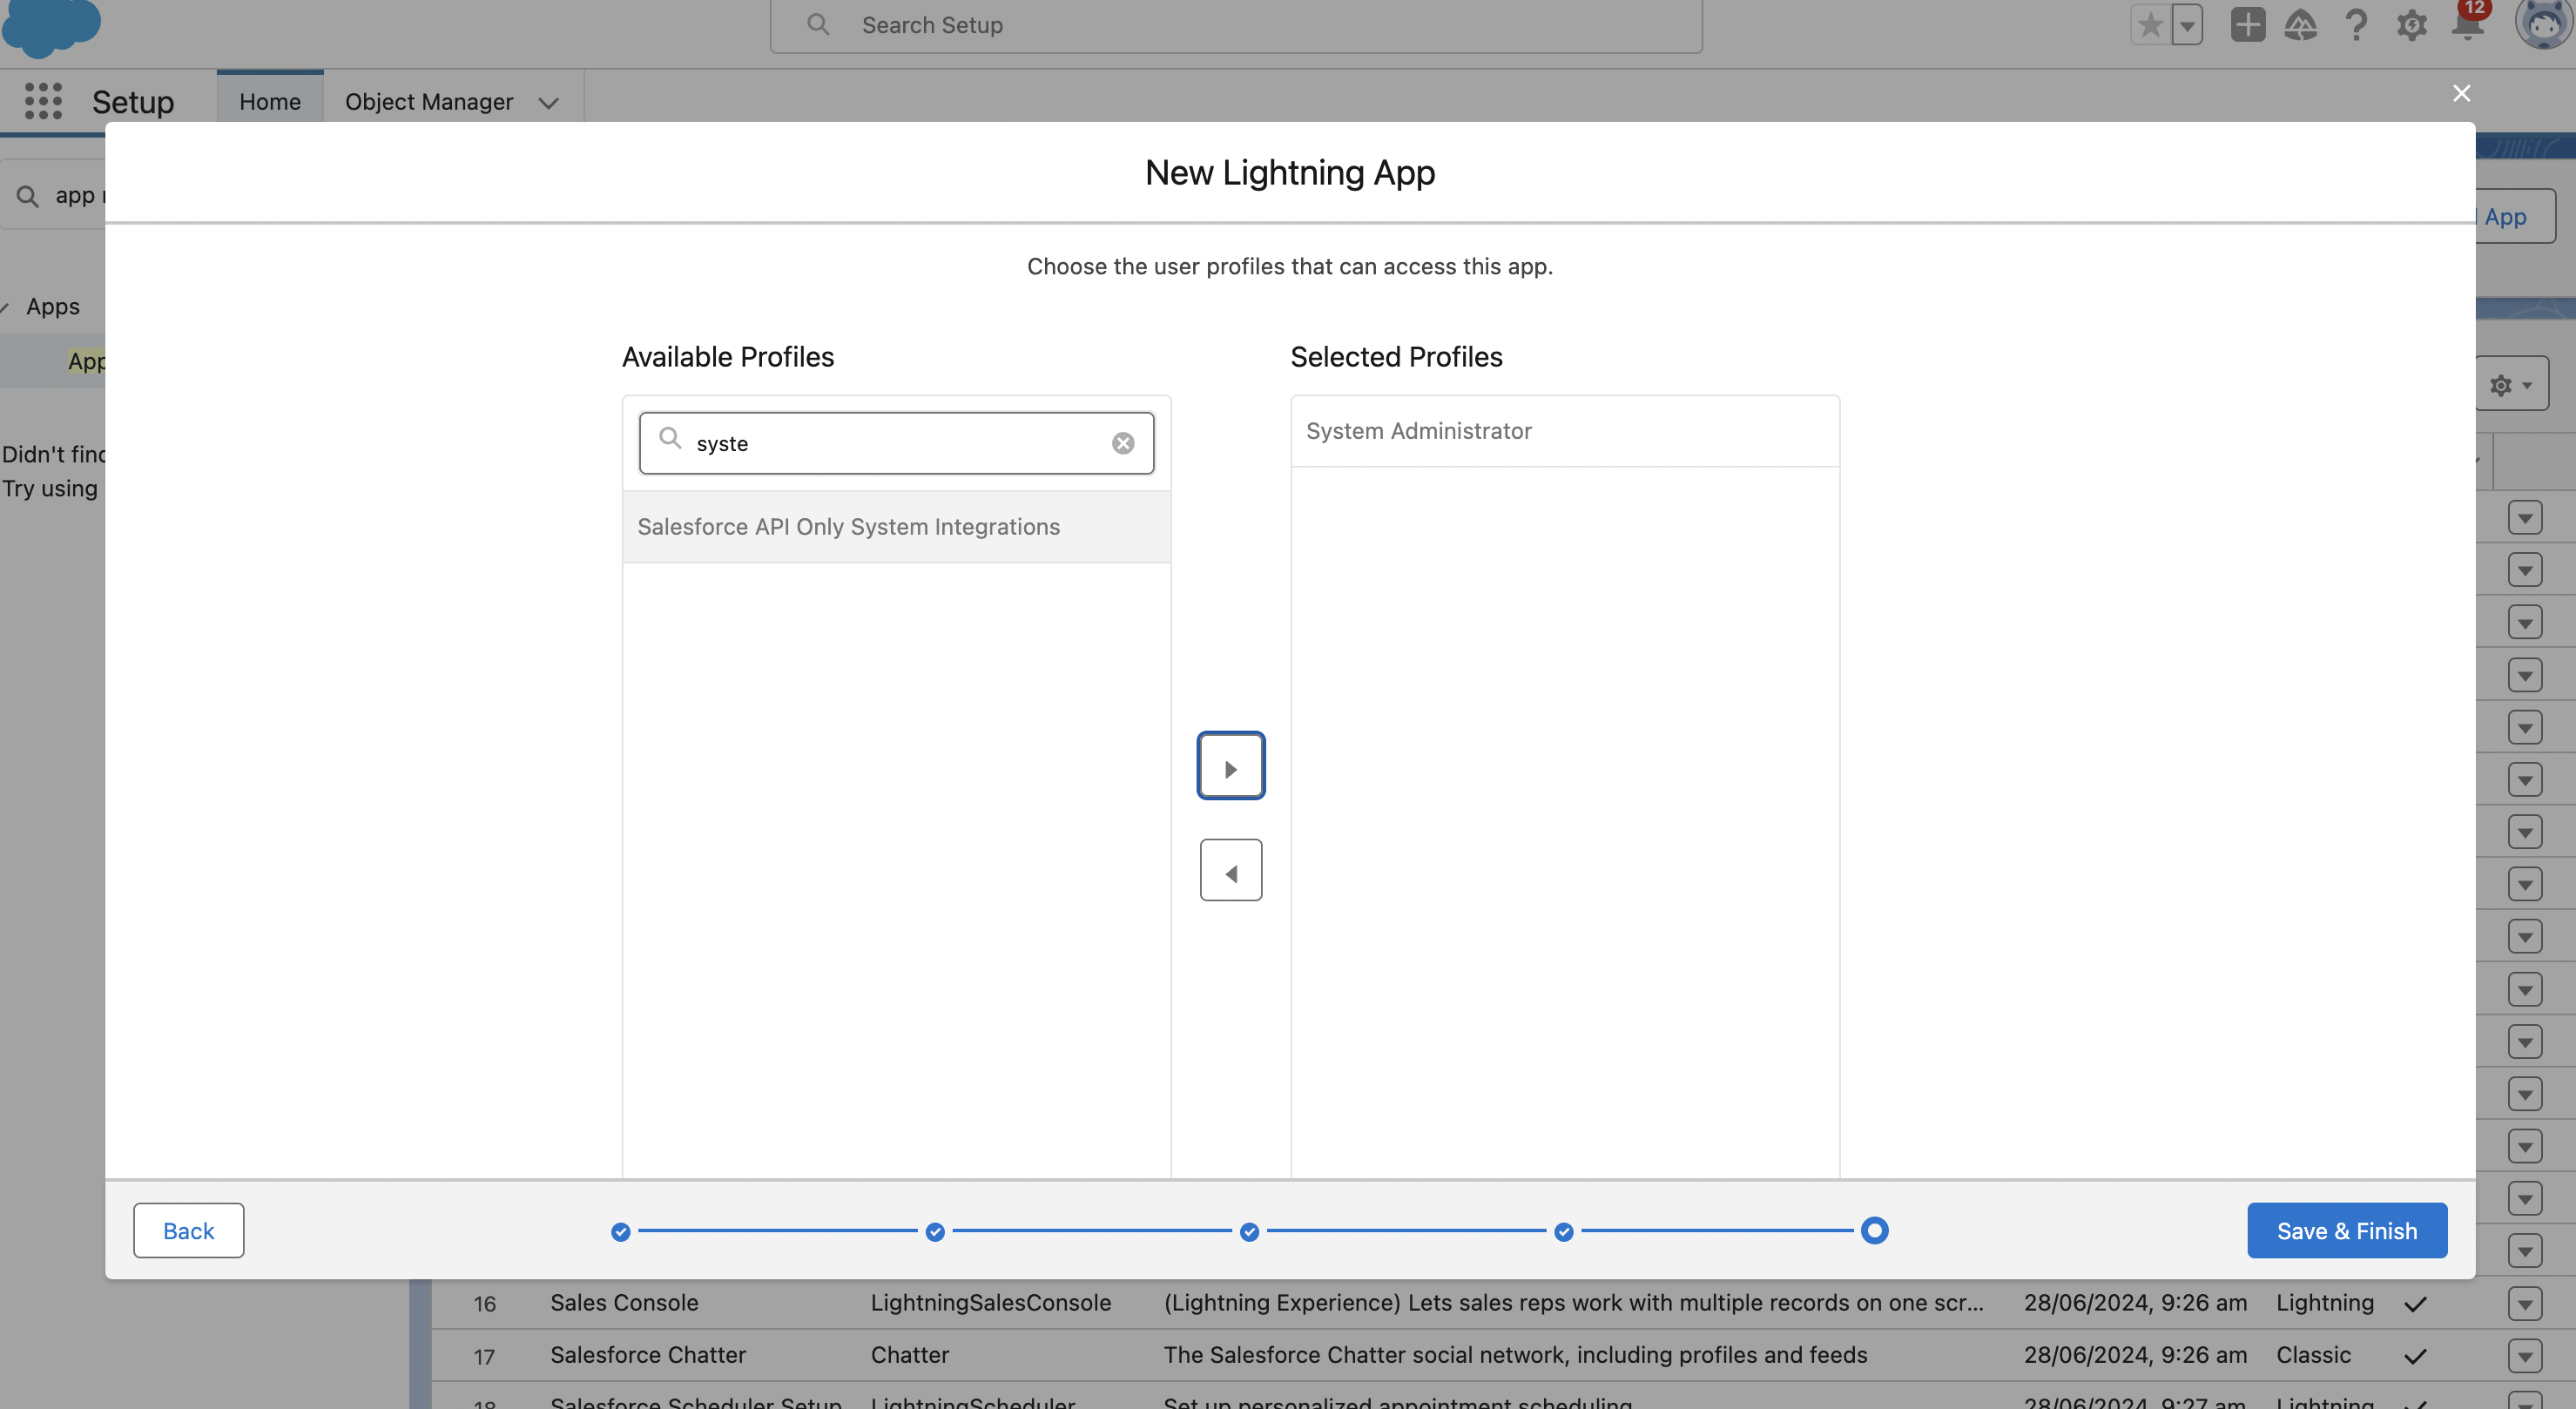 Search Setup
12
Setup
Home
Object Manager
app
New Lightning App
App
Choose the user profiles that can access this app.
Apps
App
Didn't find
Try using
Available Profiles
Selected Profiles
syste
System Administrator
Salesforce API Only System Integrations
Back
Save & Finish
16 Sales Console LightningSalesConsole (Lightning Experience) Lets sales reps work with multiple records on one scr... 28/06/2024, 9:26 am Lightning
17 Salesforce Chatter Chatter The Salesforce Chatter social network, including profiles and feeds 28/06/2024, 9:26 am Classic
18 Salesforce Scheduler Setup LightningScheduler Set up personalized appointment scheduling 28/06/2024, 9:27 am Lightning